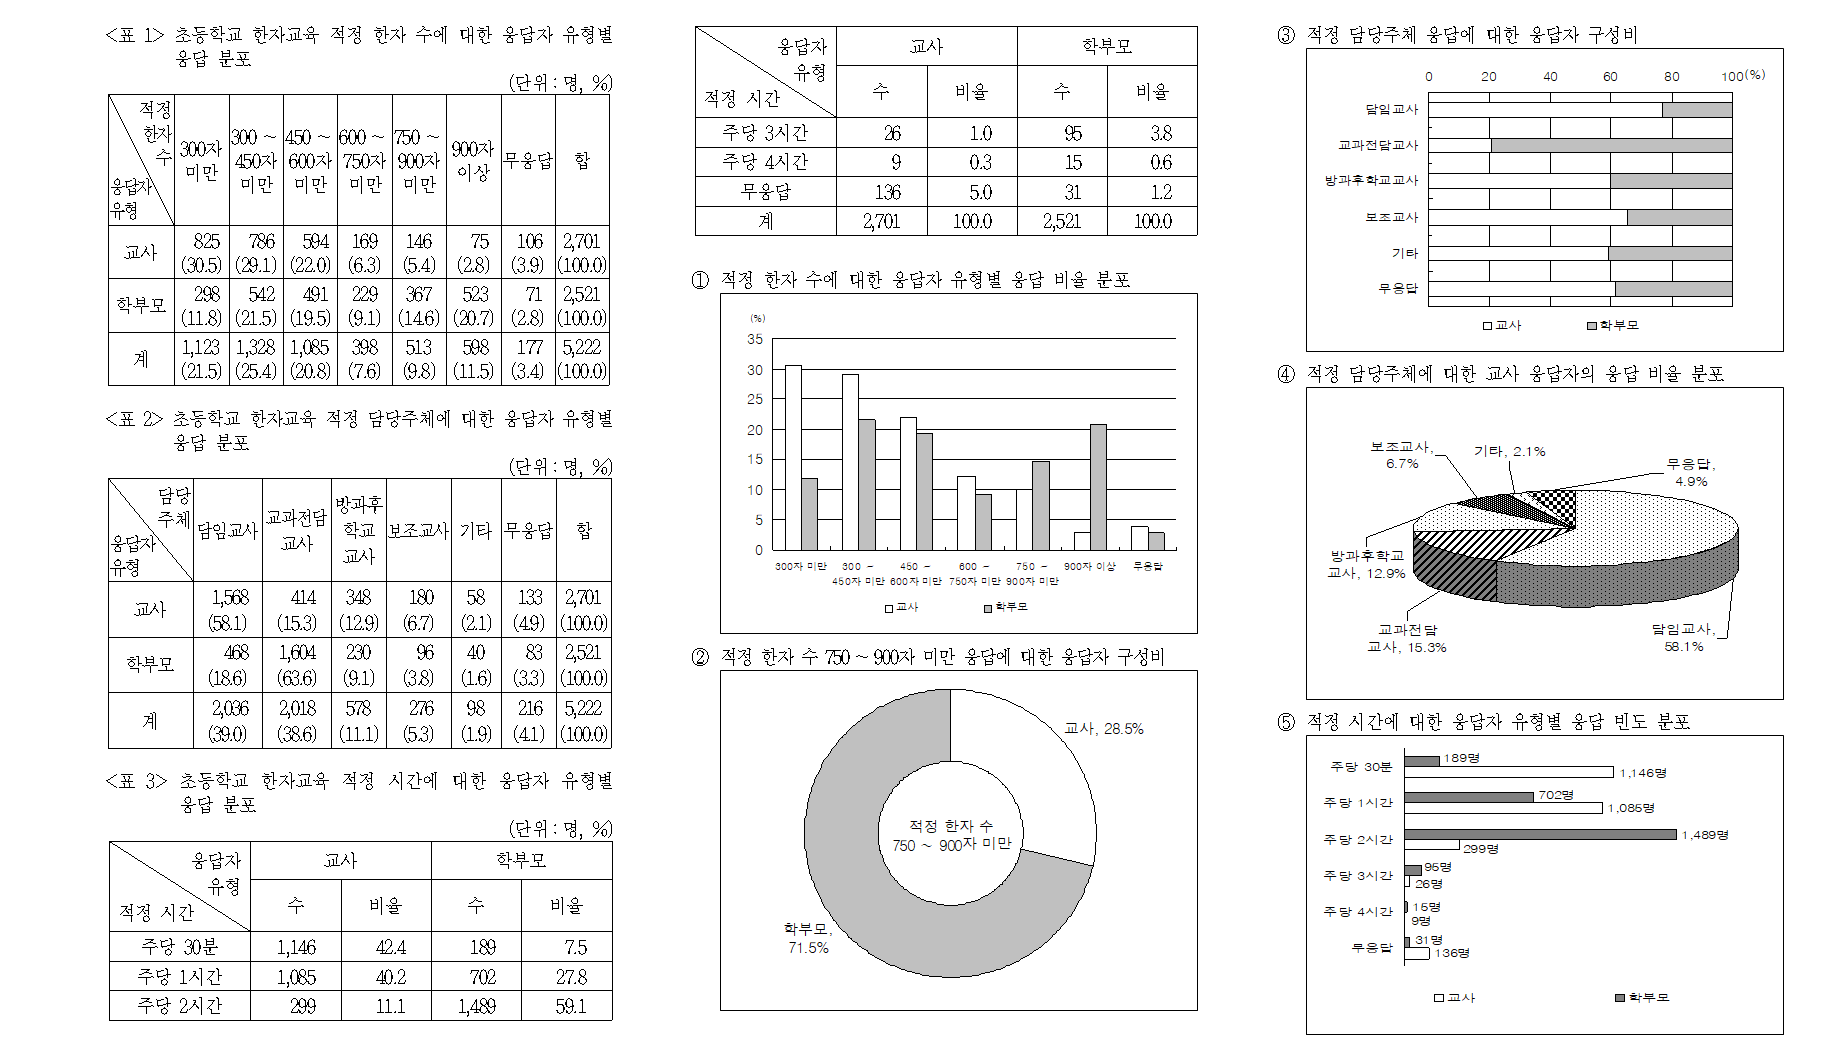 <표 1> 초등학교 한자교육 적정 한자 수에 대한 응답자 유형별
응답 분포
(단위 : 명, %)
적정 한자 수 응답자 유형 300자 미만 300 ~ 450자 미만 450 ~ 600자 미만 600 ~ 750자 미만 750 ~ 900자 미만 900자 이상 무응답 합
교사 825 786 594 169 146 75 106 2,701
(30.5) (29.1) (22.0) (6.3) (5.4) (2.8) (3.9) (100.0)
학부모 298 542 491 229 367 523 71 2,521
(11.8) (21.5) (19.5) (9.1) (14.6) (20.7) (2.8) (100.0)
계 1,123 1,328 1,085 398 513 598 177 5,222
(21.5) (25.4) (20.8) (7.6) (9.8) (11.5) (3.4) (100.0)
<표 2> 초등학교 한자교육 적정 담당주체에 대한 응답자 유형별
응답 분포
(단위 : 명, %)
담당 주체 응답자 유형 담임교사 교과전담 교사 방과후 학교 교사 보조교사 기타 무응답 합
교사 1,568 414 348 180 58 133 2,701
(58.1) (15.3) (12.9) (6.7) (2.1) (4.9) (100.0)
학부모 468 1,604 230 96 40 83 2,521
(18.6) (63.6) (9.1) (3.8) (1.6) (3.3) (100.0)
계 2,036 2,018 578 276 98 216 5,222
(39.0) (38.6) (11.1) (5.3) (1.9) (4.1) (100.0)
<표 3> 초등학교 한자교육 적정 시간에 대한 응답자 유형별
응답 분포
(단위 : 명, %)
응답자 유형 적정 시간 교사 학부모
수 비율 수 비율
주당 30분 1,146 42.4 189 7.5
주당 1시간 1,085 40.2 702 27.8
주당 2시간 299 11.1 1,489 59.1
응답자 유형 적정 시간 교사 학부모
수 비율 수 비율
주당 3시간 26 1.0 95 3.8
주당 4시간 9 0.3 15 0.6
무응답 136 5.0 31 1.2
계 2,701 100.0 2,521 100.0
① 적정 한자 수에 대한 응답자 유형별 응답 비율 분포
(%)
35
30
25
20
15
10
5
0
300자 미만 300 ~ 450자 미만 450 ~ 600자 미만 600 ~ 750자 미만 750 ~ 900자 미만 900자 이상 무응답
교사 학부모
② 적정 한자 수 750 ~ 900자 미만 응답에 대한 응답자 구성비
교사, 28.5%
적정 한자 수
750 ~ 900자 미만
학부모,
71.5%
③ 적정 담당주체 응답에 대한 응답자 구성비
0 20 40 60 80 100(%)
담임교사
교과전담교사
방과후학교교사
보조교사
기타
무응답
교사 학부모
④ 적정 담당주체에 대한 교사 응답자의 응답 비율 분포
보조교사,
6.7%
기타, 2.1%
무응답,
4.9%
방과후학교
교사, 12.9%
교과전담
교사, 15.3%
담임교사,
58.1%
⑤ 적정 시간에 대한 응답자 유형별 응답 빈도 분포
주당 30분 189명
1,146명
주당 1시간 702명
1,085명
주당 2시간 1,489명
299명
주당 3시간 95명
26명
주당 4시간 15명
9명
무응답 31명
136명
교사 학부모